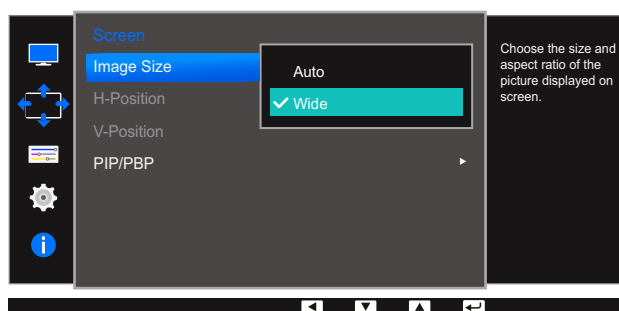 Screen
Image Size
Auto
H-Position
Wide
V-Position
PIP/PBP
Choose the size and
aspect ratio of the
picture displayed on
screen.